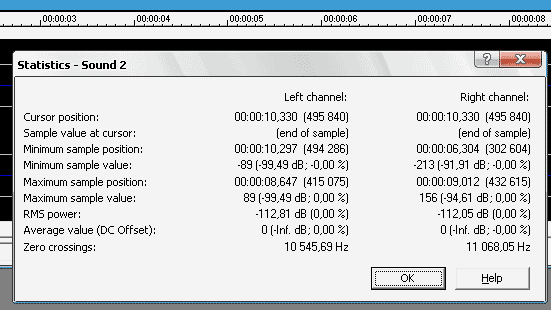 ,00:00:03 ,00:00:04 ,00:00:05 ,00:00:06 ,00:00:07 ,00:00:08
Statistics - Sound 2
Left channel: Right channel:
Cursor position: 00:00:10,330 (495 840) 00:00:10,330 (495 840)
Sample value at cursor: (end of sample) (end of sample)
Minimum sample position: 00:00:10,297 (494 286) 00:00:06,304 (302 604)
Minimum sample value: -89 (-99,49 dB; -0,00 %) -213 (-91,91 dB; -0,00 %)
Maximum sample position: 00:00:08,647 (415 075) 00:00:09,012 (432 615)
Maximum sample value: 89 (-99,49 dB; 0,00 %) 156 (-94,61 dB; 0,00 %)
RMS power: -112,81 dB (0,00 %) -112,05 dB (0,00 %)
Average value (DC Offset): 0 (-Inf. dB; 0,00 %) 0 (-Inf. dB; -0,00 %)
Zero crossings: 10 545,69 Hz 11 068,05 Hz
OK Help